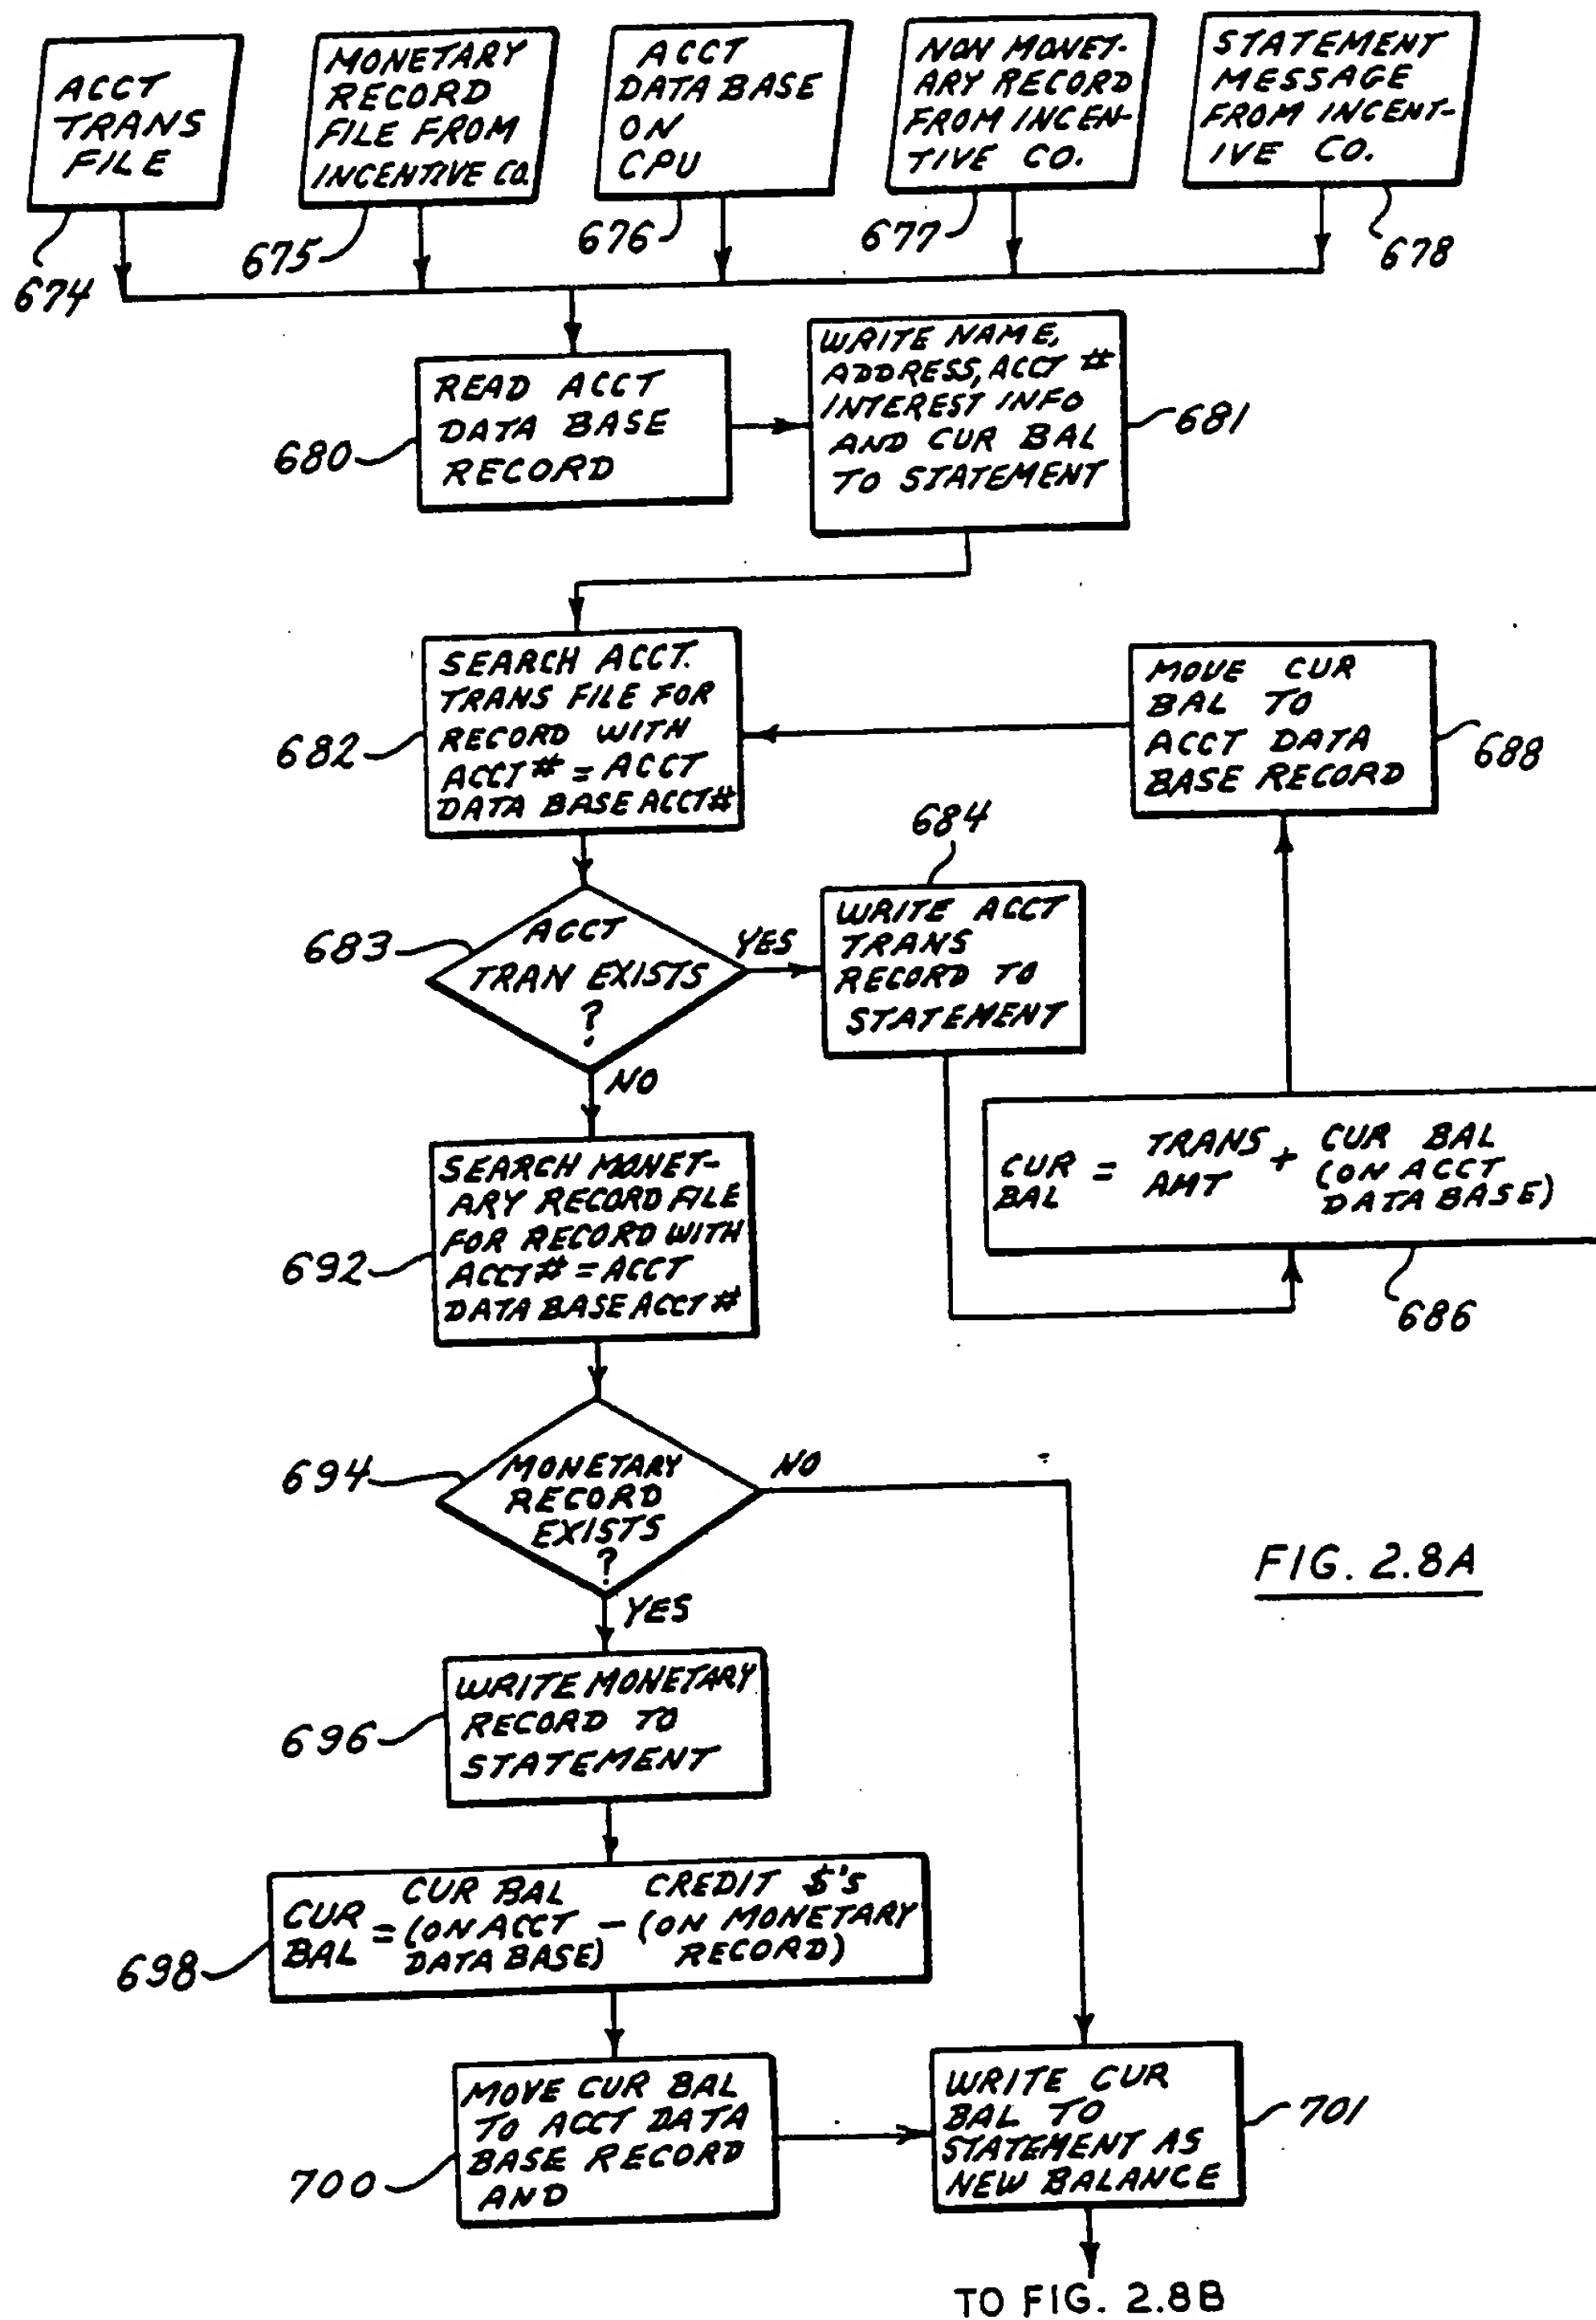 ACCT
TRANS
FILE
674
MONETARY
RECORD
FILE FROM
INCENTIVE CO.
675
ACCT
DATA BASE
ON
CPU
676
NON MONET-
ARY RECORD
FROM INCEN-
TIVE CO.
677
STATEMENT
MESSAGE
FROM INCENT-
IVE CO.
678
READ ACCT
DATA BASE
RECORD
680
WRITE NAME,
ADDRESS, ACCT #
INTEREST INFO
AND CUR BAL
TO STATEMENT
681
SEARCH ACCT.
TRANS FILE FOR
RECORD WITH
ACCT # = ACCT
DATA BASE ACCT #
682
MOVE CUR
BAL TO
ACCT DATA
BASE RECORD
688
ACCT
TRAN EXISTS
?
683
YES
NO
684
WRITE ACCT
TRANS
RECORD TO
STATEMENT
CUR BAL = TRANS AMT + CUR BAL
(ON ACCT
DATA BASE)
686
SEARCH MONET-
ARY RECORD FILE
FOR RECORD WITH
ACCT # = ACCT
DATA BASE ACCT #
692
MONETARY
RECORD
EXISTS
?
694
NO
YES
FIG. 2.8A
WRITE MONETARY
RECORD TO
STATEMENT
696
CUR BAL = CUR BAL (ON ACCT DATA BASE) - CREDIT $'S (ON MONETARY RECORD)
698
MOVE CUR BAL
TO ACCT DATA
BASE RECORD
AND
700
WRITE CUR
BAL TO
STATEMENT AS
NEW BALANCE
701
TO FIG. 2.8B